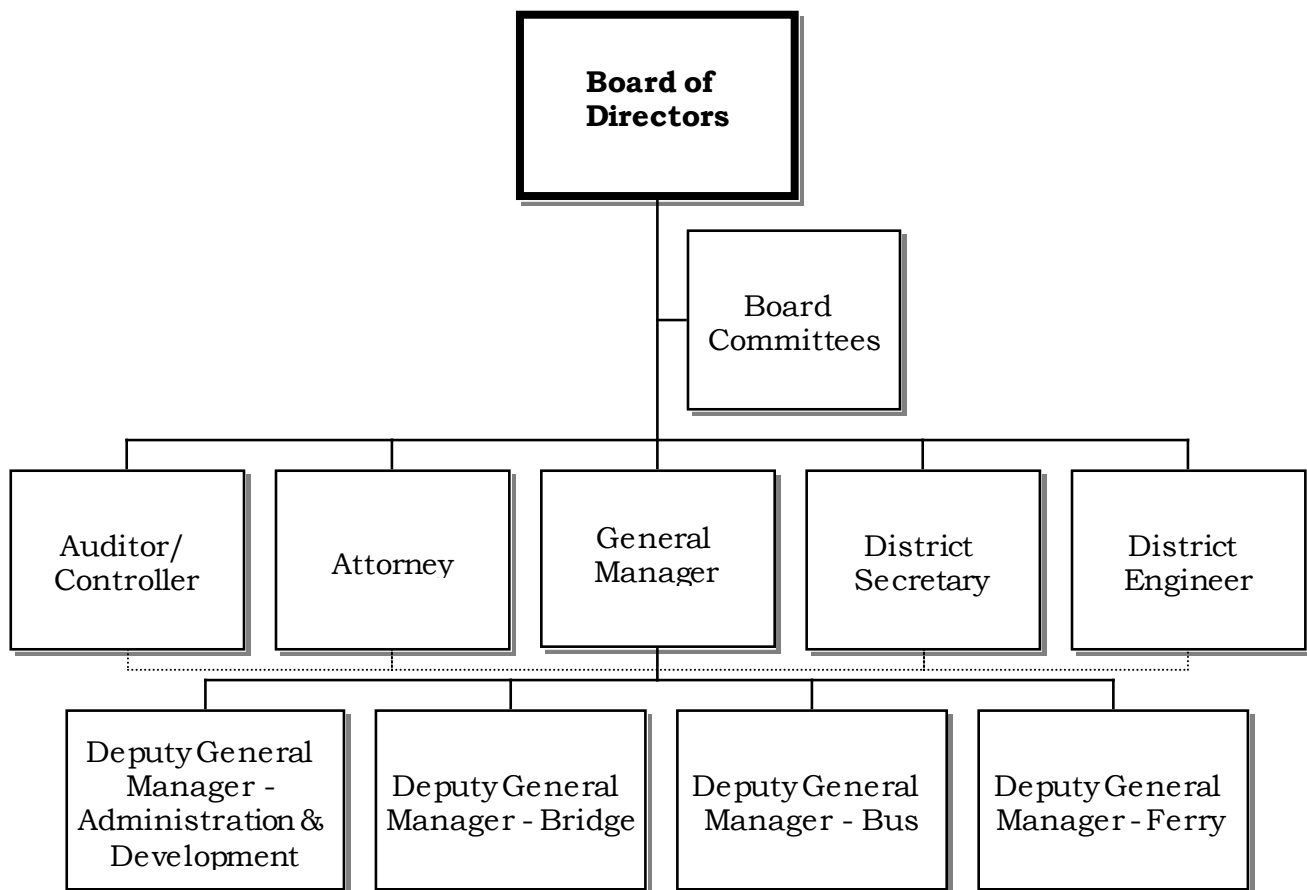 Board of
Directors
Board
Committees
Auditor/
Controller
Attorney
General
Manager
District
Secretary
District
Engineer
Deputy General
Manager -
Administration &
Development
Deputy General
Manager - Bridge
Deputy General
Manager - Bus
Deputy General
Manager - Ferry